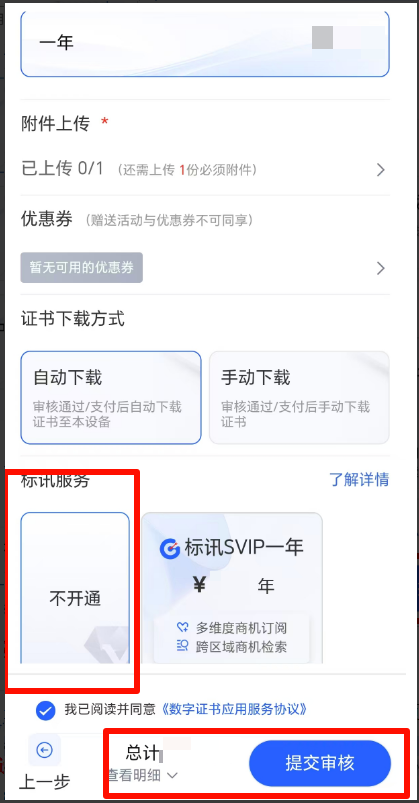 一年
附件上传 *
已上传 0/1 (还需上传 1份必须附件)
优惠券 (赠送活动与优惠券不可同享)
暂无可用的优惠券
证书下载方式
自动下载
审核通过/支付后自动下载
证书至本设备
手动下载
审核通过/支付后手动下载
证书
标讯服务 了解详情
不开通
标讯SVIP一年
¥ 年
多维度商机订阅
跨区域商机检索
我已阅读并同意《数字证书应用服务协议》
上一步
总计
查看明细
提交审核